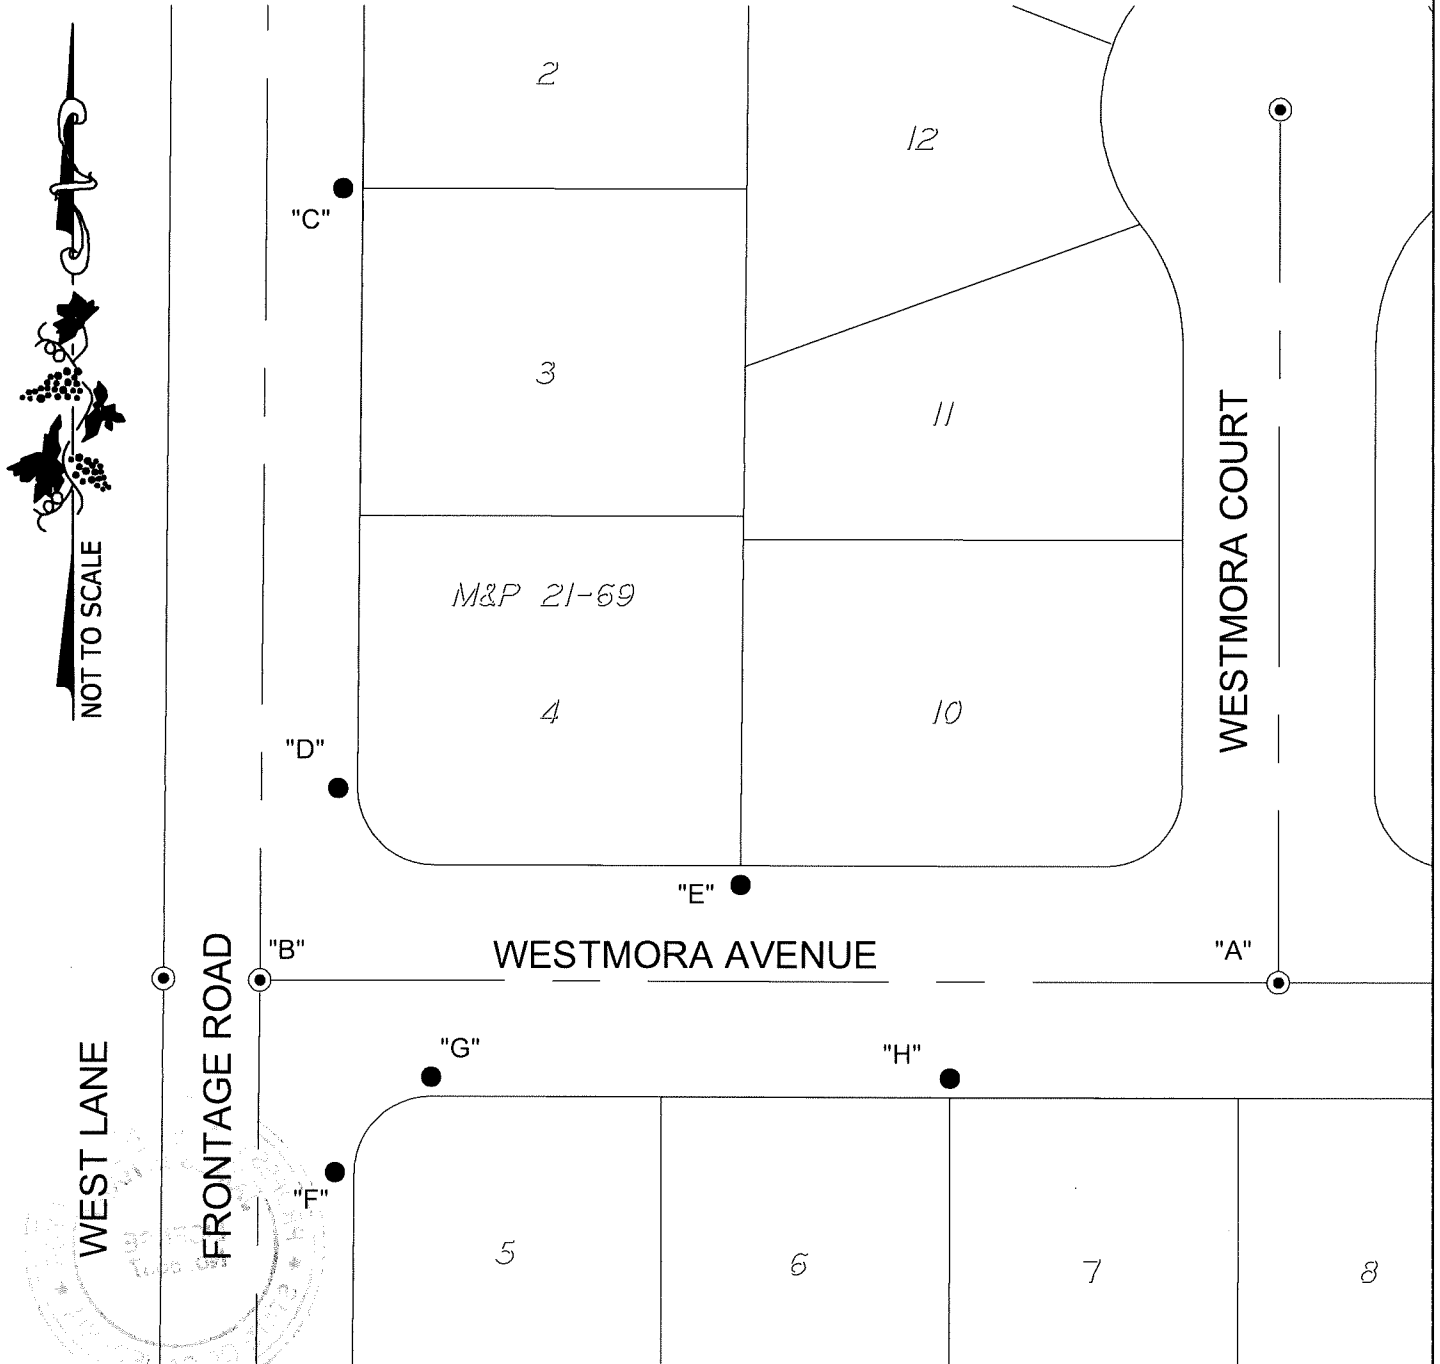 2
12
"C"
3
11
WESTMORA COURT
NOT TO SCALE
M&P 21-69
4
10
"D"
"E"
"B"
WESTMORA AVENUE
"A"
WEST LANE
FRONTAGE ROAD
"G"
"H"
"F"
5
6
7
8